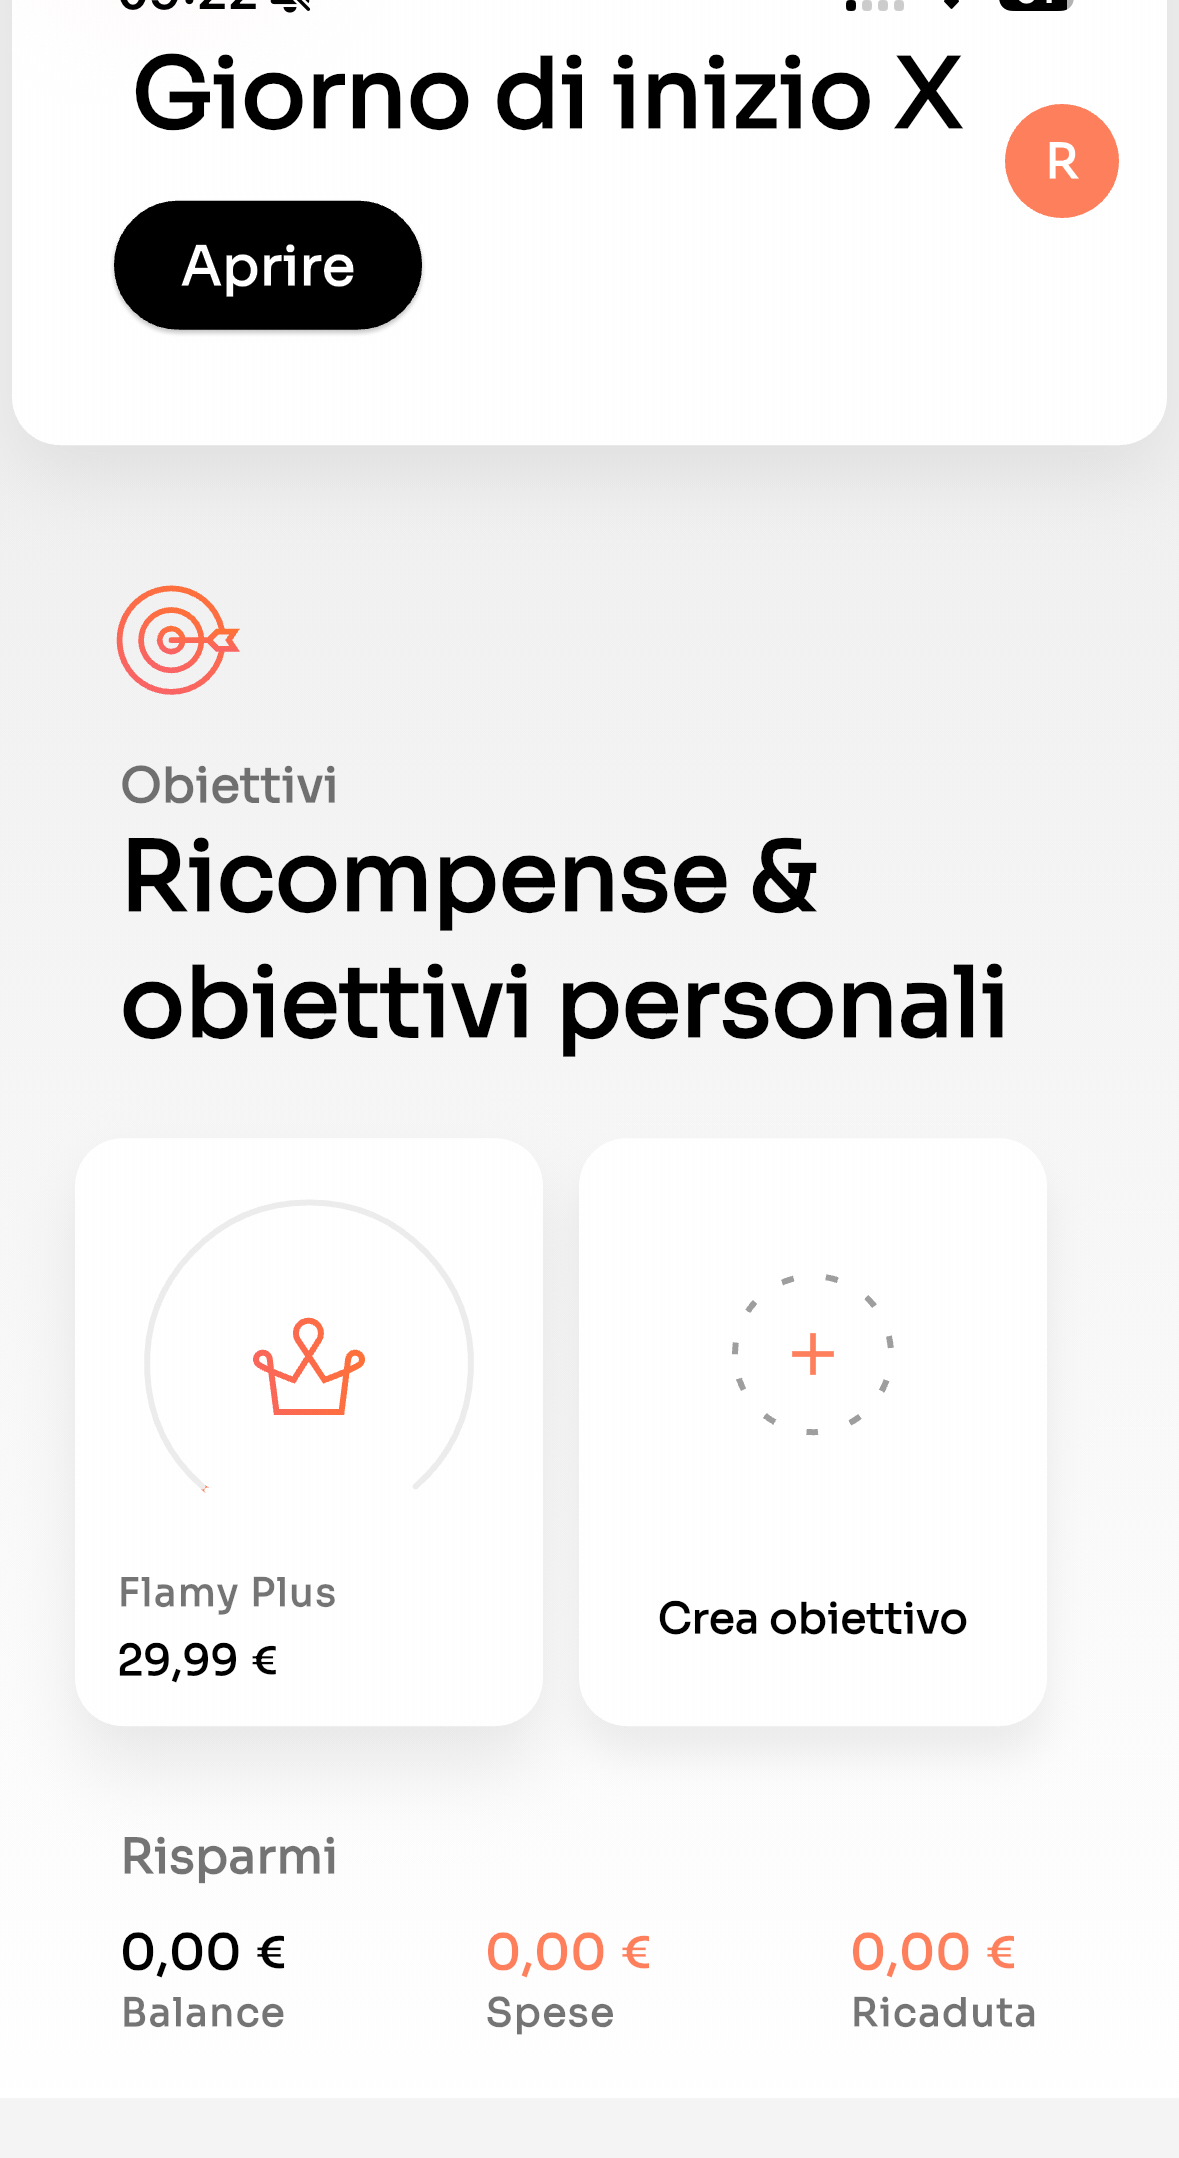 Giorno di inizio X
R
Aprire
Obiettivi
Ricompense &
obiettivi personali
Flamy Plus
29,99 €
Crea obiettivo
Risparmi
0,00 € 0,00 € 0,00 €
Balance Spese Ricaduta